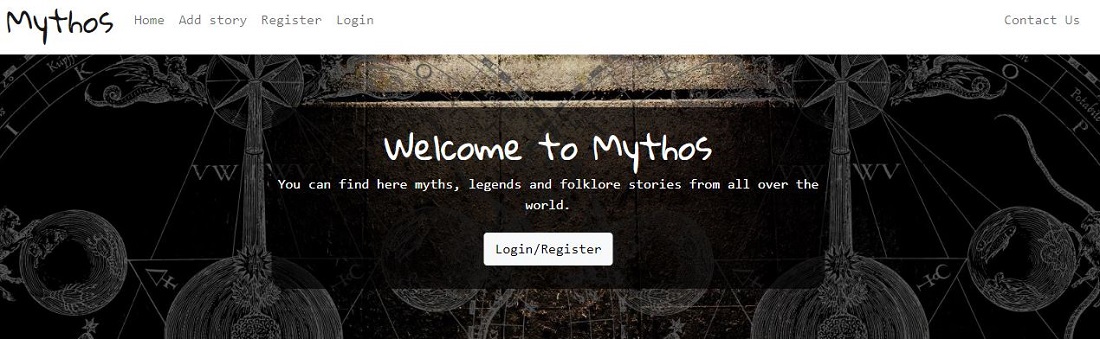 Mythos Home Add story Register Login Contact Us
Welcome to Mythos
You can find here myths, legends and folklore stories from all over the
world.
Login/Register